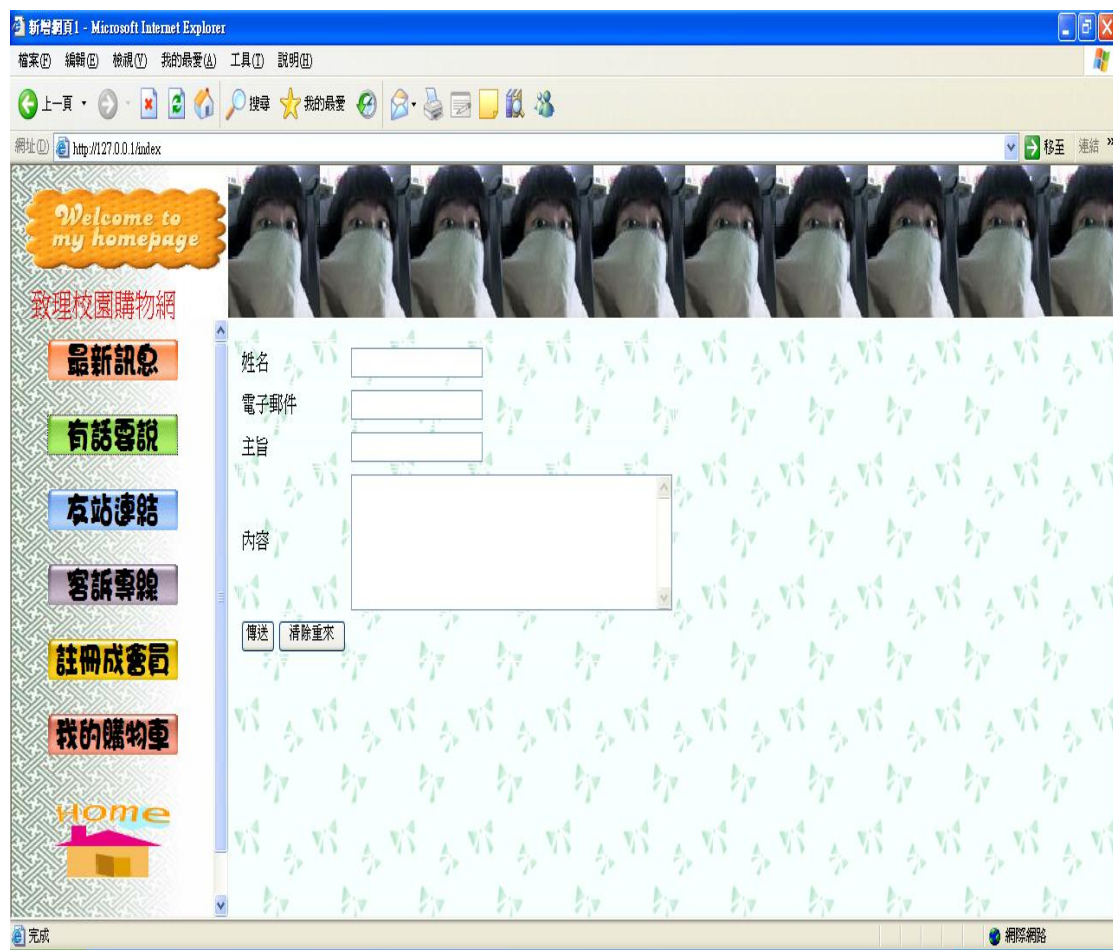 新增網頁1 - Microsoft Internet Explorer
檔案(F) 編輯(E) 檢視(V) 我的最愛(A) 工具(T) 說明(H)
上一頁 搜尋 我的最愛
網址(D) http://127.0.0.1/index 移至 連結 »
Welcome to
my homepage
致理校園購物網
最新訊息
有話要說
友站連結
客訴專線
註冊成會員
我的購物車
Home
姓名
電子郵件
主旨
內容
傳送 清除重來
完成 網際網路